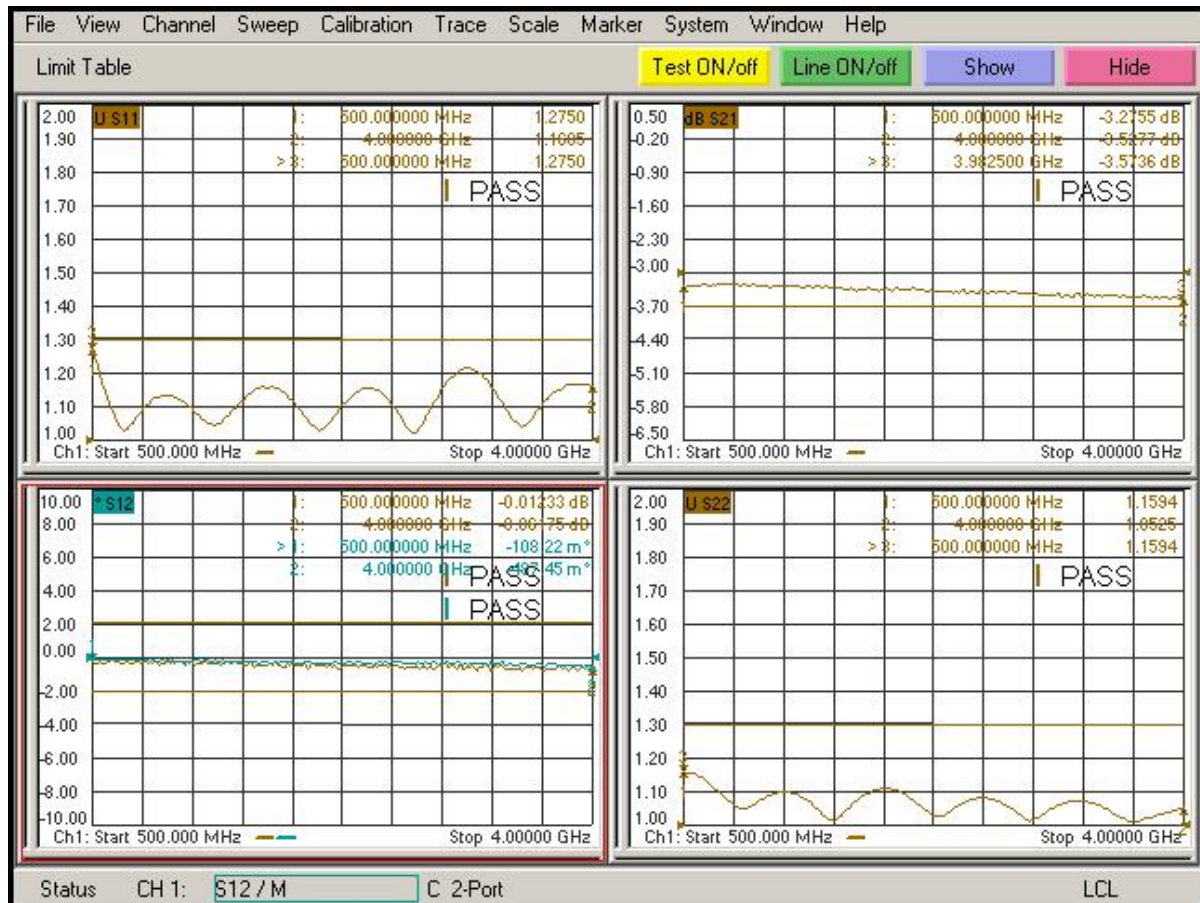 File View Channel Sweep Calibration Trace Scale Marker System Window Help
Limit Table Test ON/off Line ON/off Show Hide
2.00 U S11 1: 500.000000 MHz 1.2750
1.90 2: 4.000000 GHz
> 3: 500.000000 MHz 1.2750
1.80
PASS
1.70
1.60
1.50
1.40
1.30
1.20
1.10
1.00
Ch1: Start 500.000 MHz Stop 4.00000 GHz
0.50 dB S21 1: 500.000000 MHz -3.2755 dB
-0.20 2: 4.000000 GHz
> 3: 3.982500 GHz -3.5736 dB
-0.90
PASS
-1.60
-2.30
-3.00
-3.70
-4.40
-5.10
-5.80
-6.50
Ch1: Start 500.000 MHz Stop 4.00000 GHz
10.00 ° S12 1: 500.000000 MHz -0.01233 dB
8.00 2: 4.000000 GHz -0.06175 dB
> 1: 500.000000 MHz -108.22 m°
6.00 2: 4.000000 GHz
PASS
4.00
PASS
2.00
0.00
-2.00
-4.00
-6.00
-8.00
-10.00
Ch1: Start 500.000 MHz Stop 4.00000 GHz
2.00 U S22 1: 500.000000 MHz 1.1594
1.90 2: 4.000000 GHz 1.0525
> 3: 500.000000 MHz 1.1594
1.80
PASS
1.70
1.60
1.50
1.40
1.30
1.20
1.10
1.00
Ch1: Start 500.000 MHz Stop 4.00000 GHz
Status CH 1: S12 / M C 2-Port LCL